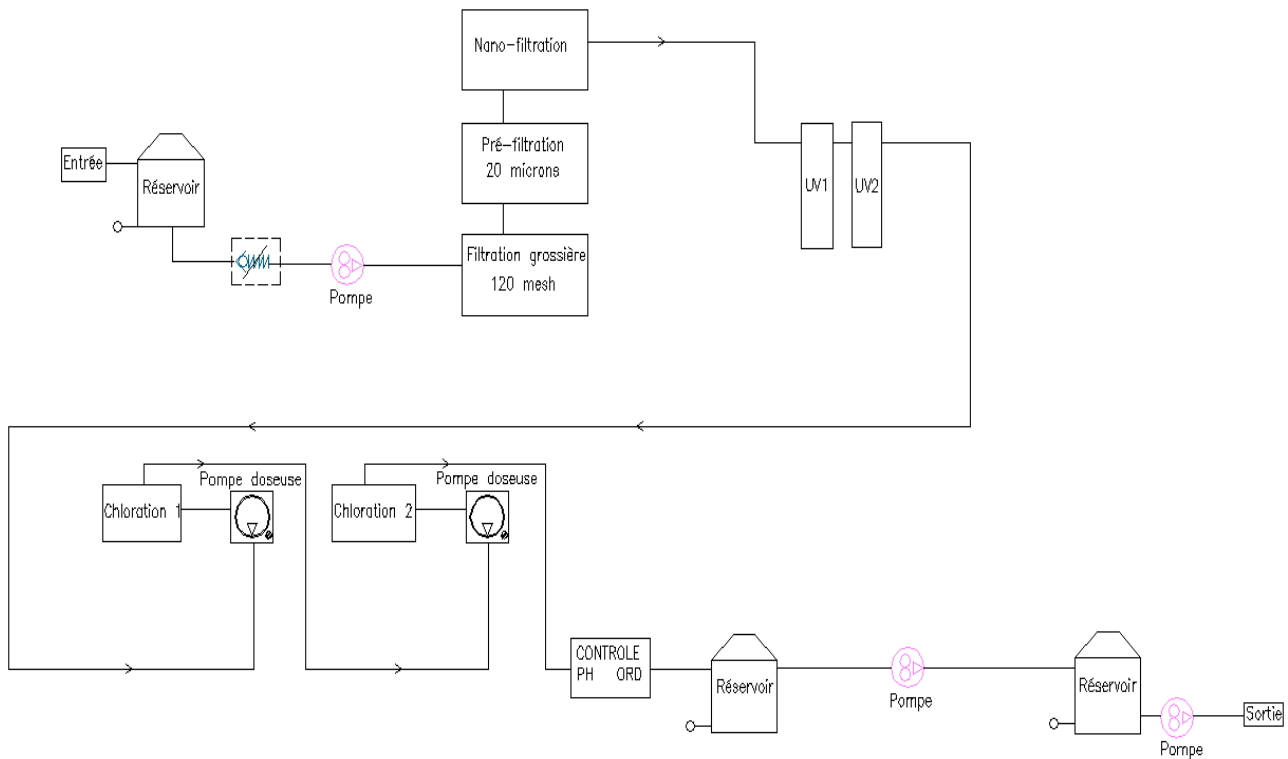 Nano-filtration
Entrée
Réservoir
Pré-filtration
20 microns
UV1
UV2
Filtration grossière
120 mesh
Pompe
Pompe doseuse
Chloration 1
Pompe doseuse
Chloration 2
CONTROLE
PH ORD
Réservoir
Pompe
Réservoir
Sortie
Pompe